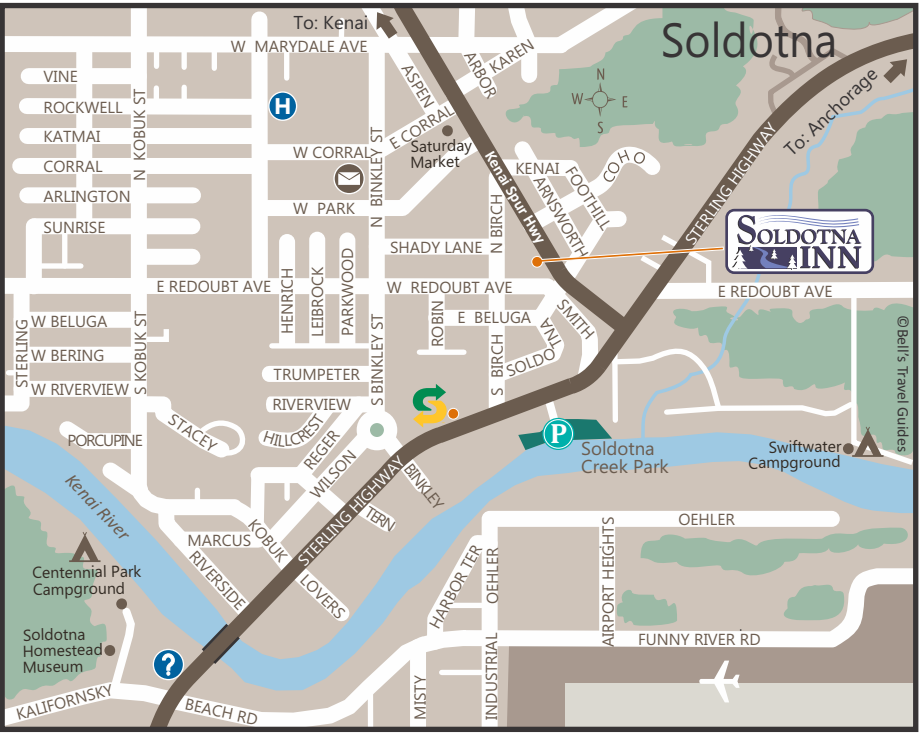 To: Kenai
Soldotna
W MARYDALE AVE
KAREN
ARBOR
ASPEN
VINE
N
W E
S
To: Anchorage
ROCKWELL
N KOBUK ST
H
E CORRAL
KATMAI
Saturday
Market
W CORRAL
N BINKLEY ST
Kenai Spur Hwy
STERLING HIGHWAY
CORRAL
KENAI
COHO
FOOTHILL
ARNSWORTH
ARLINGTON
W PARK
N BIRCH
SUNRISE
SHADY LANE
SOLDOTNA
INN
E REDOUBT AVE
W REDOUBT AVE
E REDOUBT AVE
HENRICH
LEIBROCK
PARKWOOD
ROBIN
E BELUGA
SMITH
SOLDOTNA
STERLING
W BELUGA
W BERING
W RIVERVIEW
S KOBUK ST
S BINKLEY ST
S BIRCH
©Bell's Travel Guides
TRUMPETER
RIVERVIEW
S
STACEY
HILLCREST
REGER
WILSON
PORCUPINE
P
Soldotna
Creek Park
Swiftwater
Campground
BINKLEY
STERLING HIGHWAY
TERN
Kenai River
MARCUS
KOBUK
LOVERS
RIVERSIDE
OEHLER
HARBOR TER
OEHLER
AIRPORT HEIGHTS
Centennial Park
Campground
Soldotna
Homestead
Museum
?
FUNNY RIVER RD
KALIFORNSKY
BEACH RD
MISTY
INDUSTRIAL